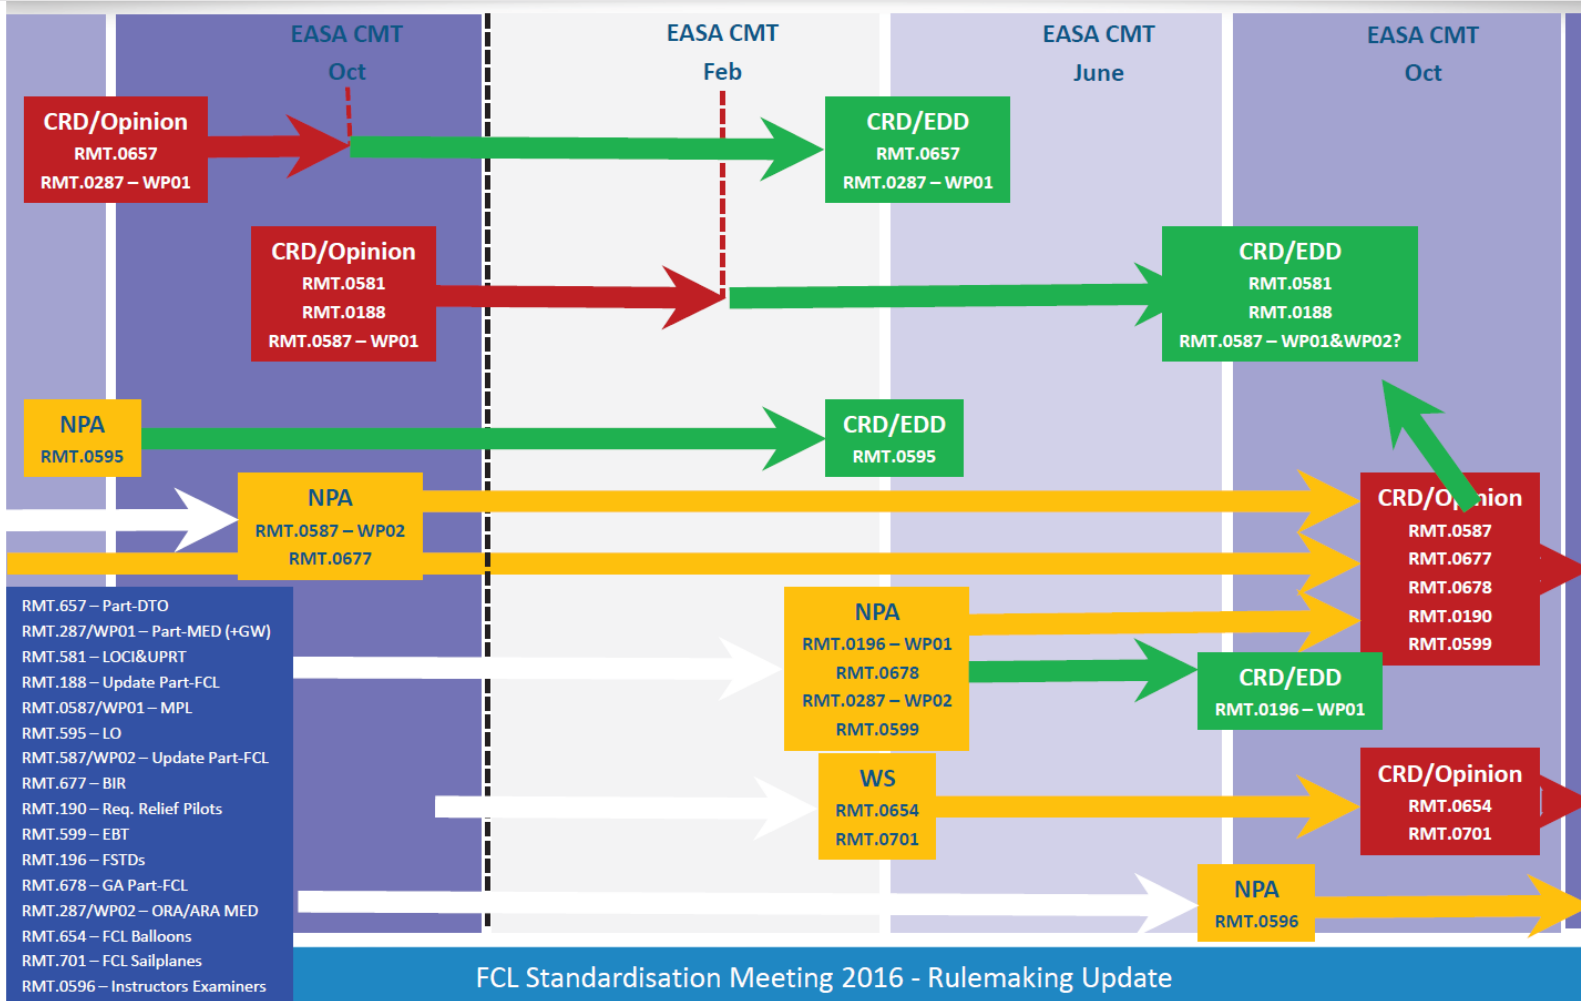 EASA CMT
Oct
EASA CMT
Feb
EASA CMT
June
EASA CMT
Oct
CRD/Opinion
RMT.0657
RMT.0287 – WP01
CRD/EDD
RMT.0657
RMT.0287 – WP01
CRD/Opinion
RMT.0581
RMT.0188
RMT.0587 – WP01
CRD/EDD
RMT.0581
RMT.0188
RMT.0587 – WP01&WP02?
NPA
RMT.0595
CRD/EDD
RMT.0595
NPA
RMT.0587 – WP02
RMT.0677
CRD/Opinion
RMT.0587
RMT.0677
RMT.0678
RMT.0190
RMT.0599
NPA
RMT.0196 – WP01
RMT.0678
RMT.0287 – WP02
RMT.0599
CRD/EDD
RMT.0196 – WP01
WS
RMT.0654
RMT.0701
CRD/Opinion
RMT.0654
RMT.0701
NPA
RMT.0596
RMT.657 – Part-DTO
RMT.287/WP01 – Part-MED (+GW)
RMT.581 – LOCI&UPRT
RMT.188 – Update Part-FCL
RMT.0587/WP01 – MPL
RMT.595 – LO
RMT.587/WP02 – Update Part-FCL
RMT.677 – BIR
RMT.190 – Req. Relief Pilots
RMT.599 – EBT
RMT.196 – FSTDs
RMT.678 – GA Part-FCL
RMT.287/WP02 – ORA/ARA MED
RMT.654 – FCL Balloons
RMT.701 – FCL Sailplanes
RMT.0596 – Instructors Examiners
FCL Standardisation Meeting 2016 - Rulemaking Update